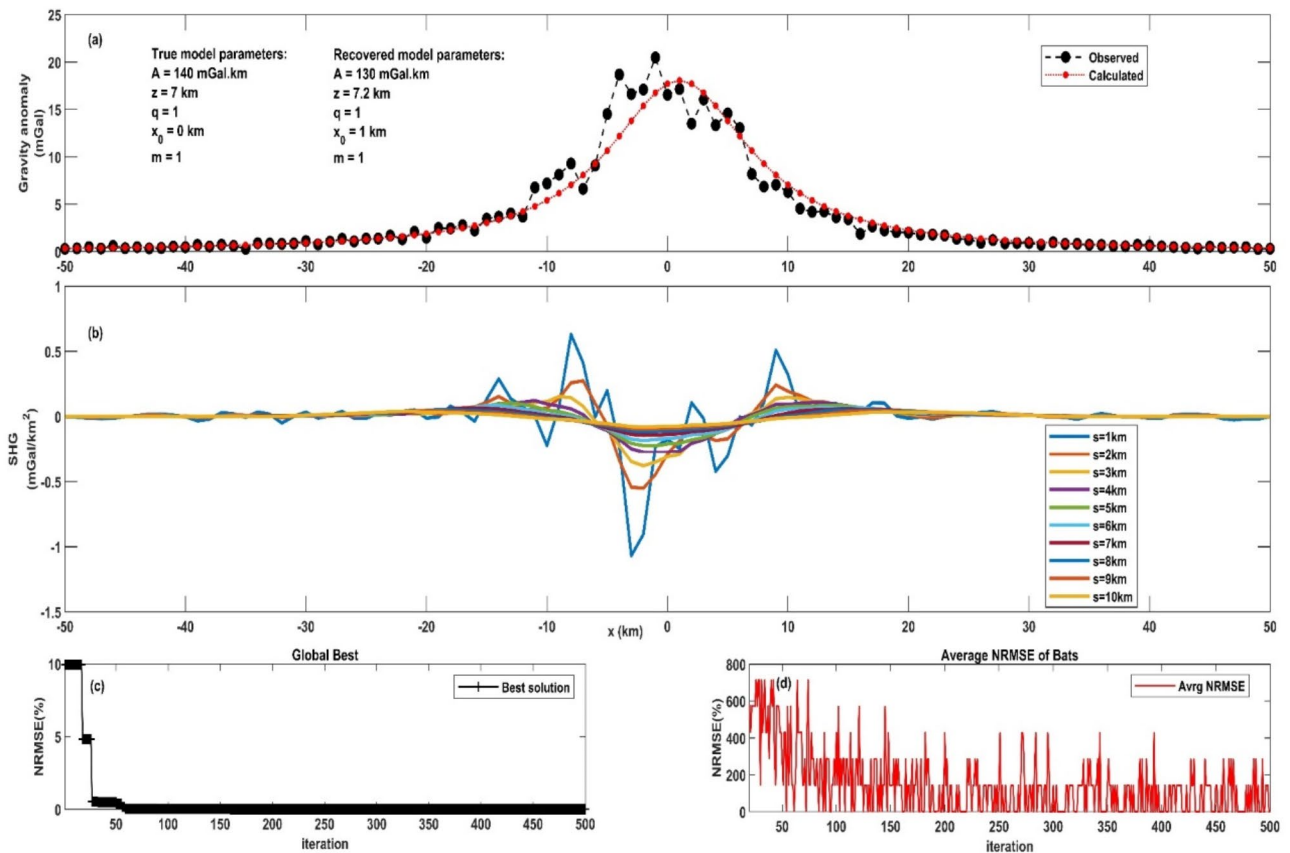 (a)
True model parameters:
A = 140 mGal.km
z = 7 km
q = 1
x0 = 0 km
m = 1
Recovered model parameters:
A = 130 mGal.km
z = 7.2 km
q = 1
x0 = 1 km
m = 1
Observed
Calculated
Gravity anomaly
(mGal)
25
20
15
10
5
0
-50 -40 -30 -20 -10 0 10 20 30 40 50
(b)
SHG
(mGal/km²)
1
0.5
0
-0.5
-1
-1.5
s=1km
s=2km
s=3km
s=4km
s=5km
s=6km
s=7km
s=8km
s=9km
s=10km
-50 -40 -30 -20 -10 0 10 20 30 40 50
x (km)
Global Best
(c)
Best solution
NRMSE(%)
10
5
0
50 100 150 200 250 300 350 400 450 500
iteration
Average NRMSE of Bats
(d)
Avrg NRMSE
NRMSE(%)
800
600
400
200
0
50 100 150 200 250 300 350 400 450 500
iteration